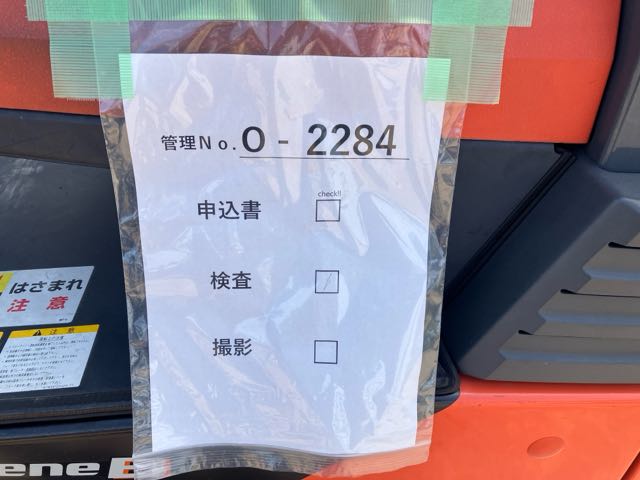 管理No. O - 2284
check!!
申込書
検査
撮影
はさまれ
注意
注意
ene E